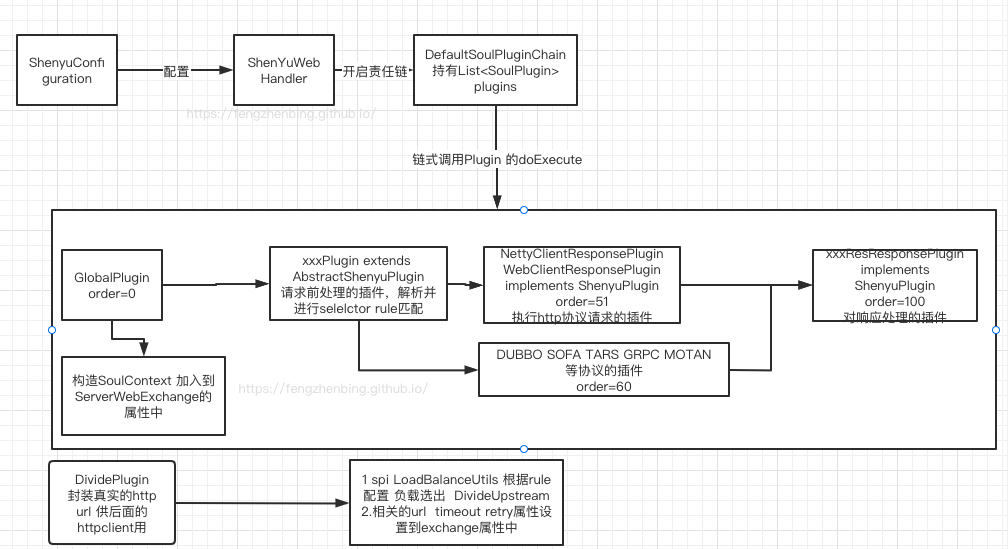 ShenyuConfi
guration
配置
ShenYuWeb
Handler
开启责任链
DefaultSoulPluginChain
持有List<SoulPlugin>
plugins
https://fengzhenbing.github.io/
链式调用Plugin 的doExecute
GlobalPlugin
order=0
xxxPlugin extends
AbstractShenyuPlugin
请求前处理的插件，解析并
进行selelctor rule匹配
NettyClientResponsePlugin
WebClientResponsePlugin
implements ShenyuPlugin
order=51
执行http协议请求的插件
xxxResResponsePlugin
implements
ShenyuPlugin
order=100
对响应处理的插件
构造SoulContext 加入到
ServerWebExchange的
属性中
https://fengzhenbing.github.io/
DUBBO SOFA TARS GRPC MOTAN
等协议的插件
order=60
DividePlugin
封装真实的http
url 供后面的
httpclient用
1 spi LoadBalanceUtils 根据rule
配置 负载选出 DivideUpstream
2.相关的url timeout retry属性设
置到exchange属性中